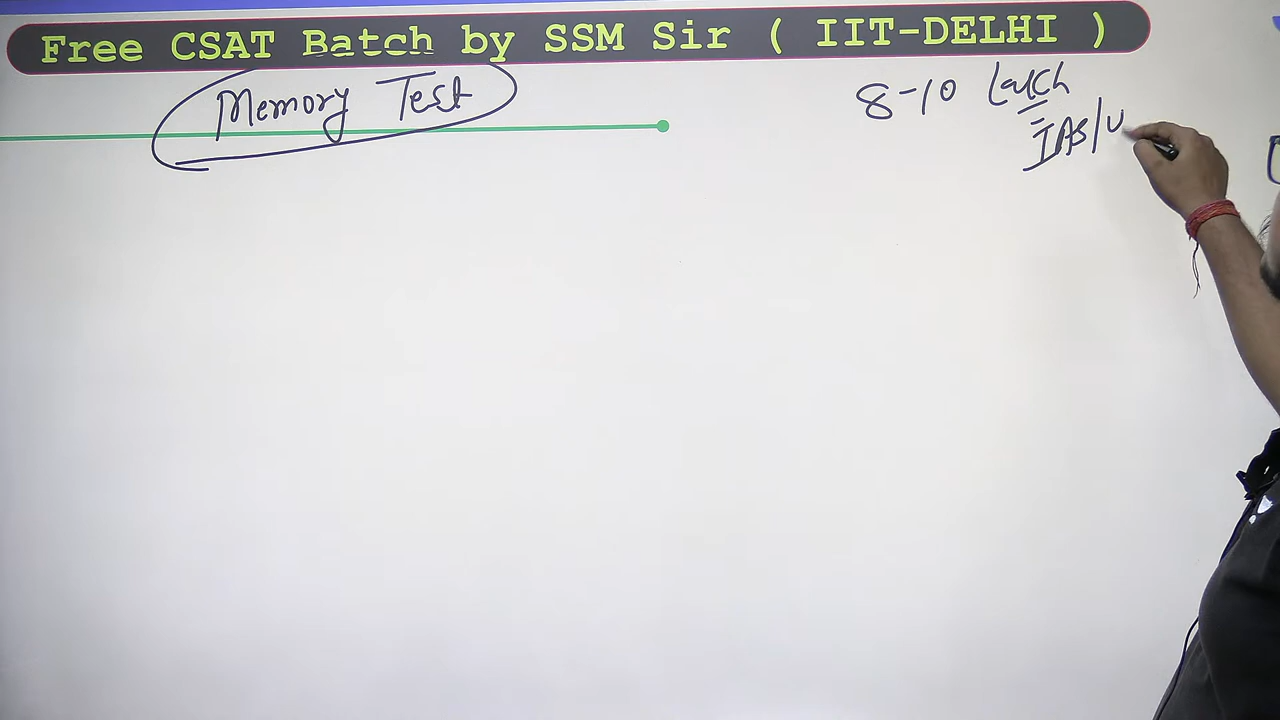 Free CSAT Batch by SSM Sir ( IIT-DELHI )
Memory Test
8-10 Lakh
IAS/U